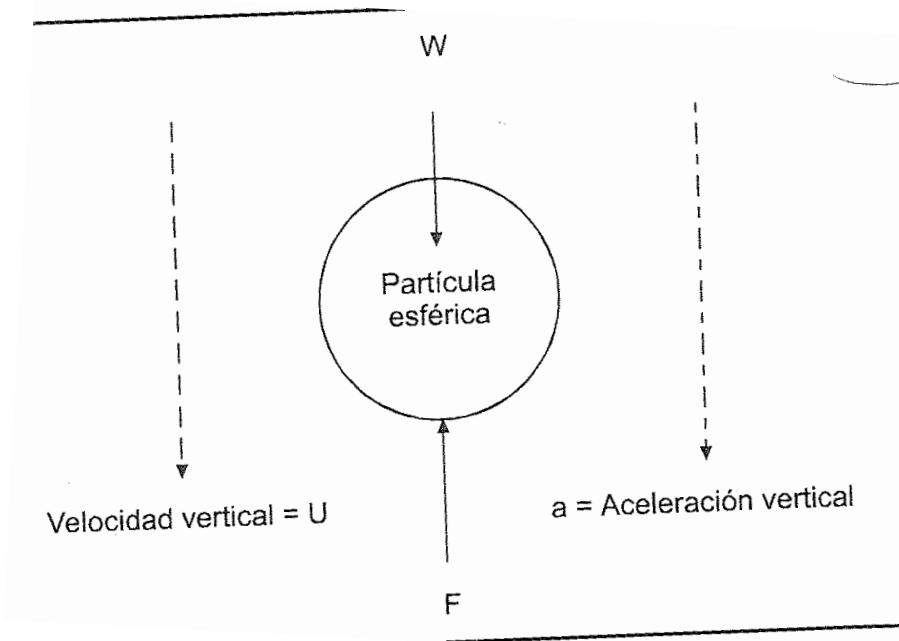 W
Partícula
esférica
Velocidad vertical = U
a = Aceleración vertical
F